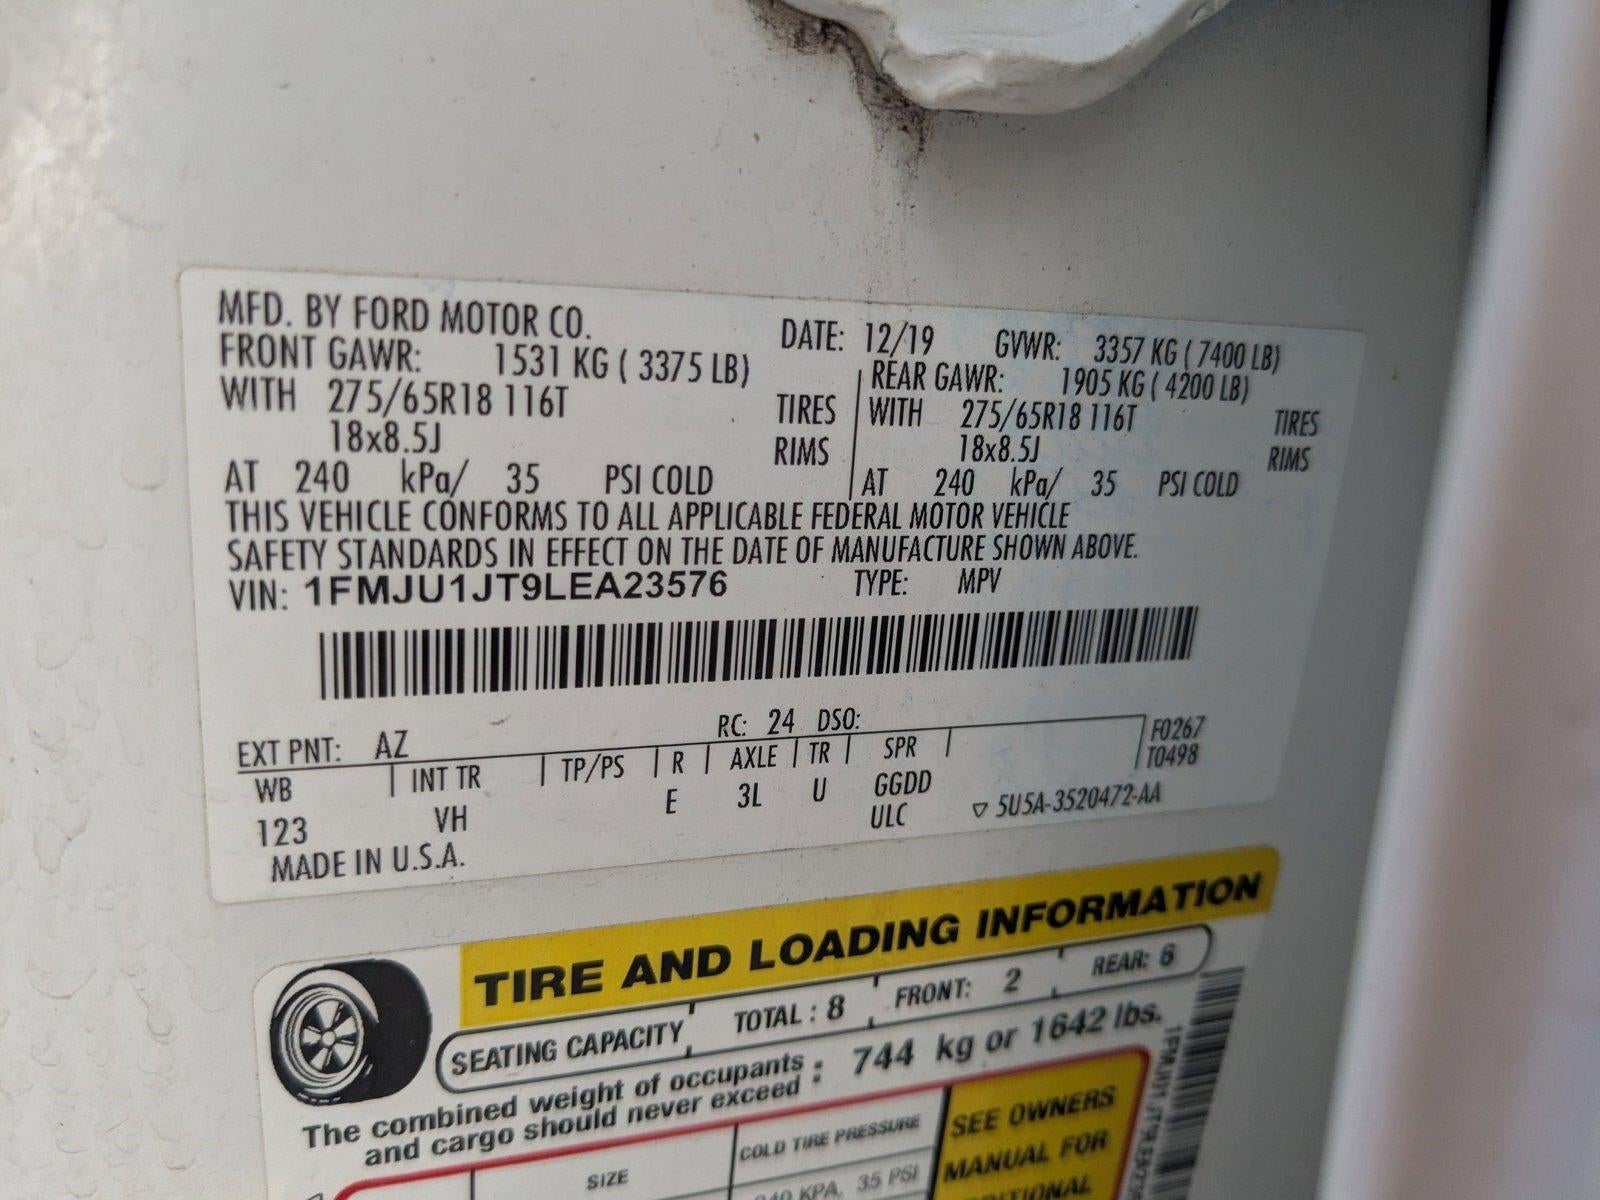 MFD. BY FORD MOTOR CO.
DATE: 12/19 GVWR: 3357 KG ( 7400 LB)
FRONT GAWR: 1531 KG ( 3375 LB)
WITH 275/65R18 116T TIRES
18x8.5J RIMS
AT 240 kPa/ 35 PSI COLD
REAR GAWR: 1905 KG ( 4200 LB)
WITH 275/65R18 116T TIRES
18x8.5J RIMS
AT 240 kPa/ 35 PSI COLD
THIS VEHICLE CONFORMS TO ALL APPLICABLE FEDERAL MOTOR VEHICLE
SAFETY STANDARDS IN EFFECT ON THE DATE OF MANUFACTURE SHOWN ABOVE.
VIN: 1FMJU1JT9LEA23576 TYPE: MPV
EXT PNT: AZ RC: 24 DSO: F0267
WB INT TR TP/PS R AXLE TR SPR T0498
123 VH E 3L U GGDD
ULC 5U5A-3520472-AA
MADE IN U.S.A.
TIRE AND LOADING INFORMATION
SEATING CAPACITY TOTAL : 8 FRONT: 2 REAR: 6
The combined weight of occupants
and cargo should never exceed : 744 kg or 1642 lbs.
SIZE COLD TIRE PRESSURE
KPA, 35 PSI
SEE OWNERS
MANUAL FOR